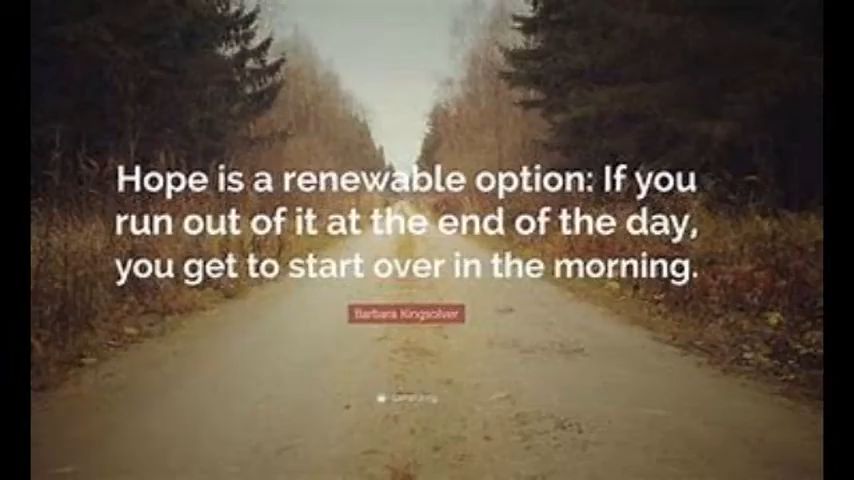 Hope is a renewable option: If you
run out of it at the end of the day,
you get to start over in the morning.
Barbara Kingsolver